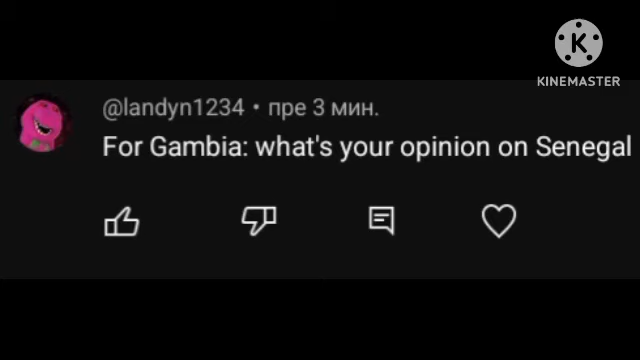 KINEMASTER
@landyn1234 • пре 3 мин.
For Gambia: what's your opinion on Senegal